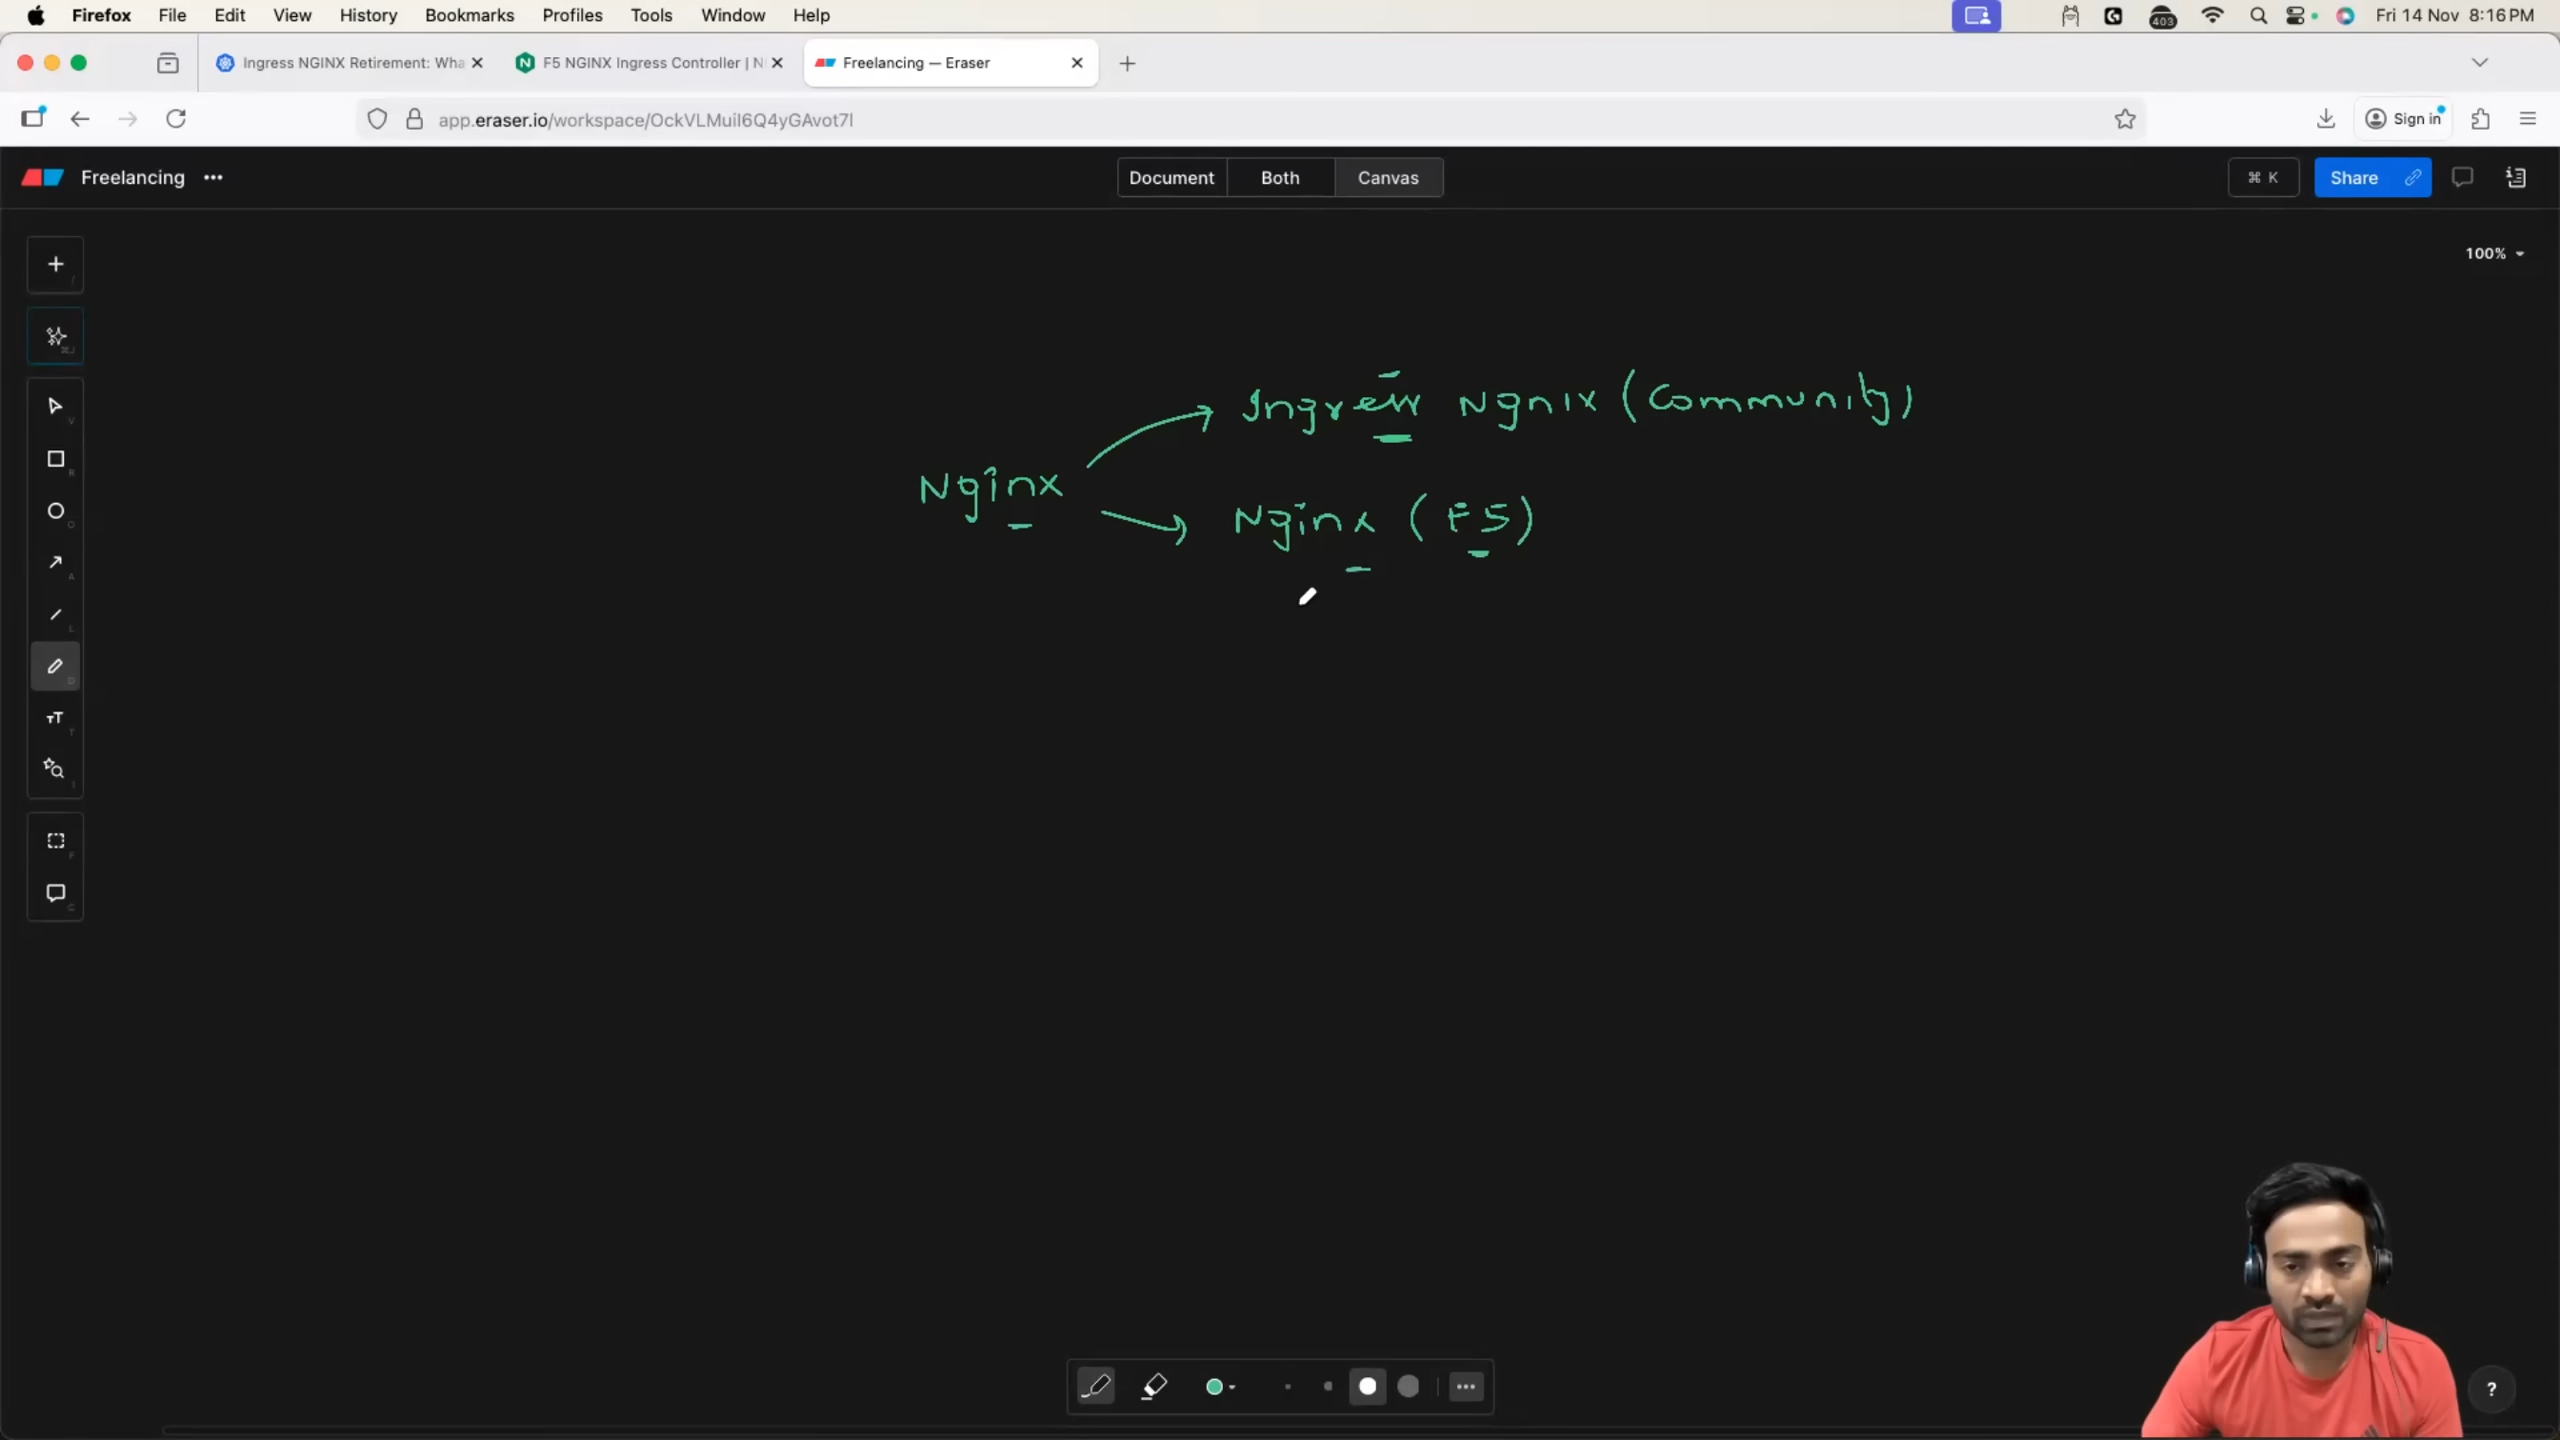 Firefox File Edit View History Bookmarks Profiles Tools Window Help 403 Fri 14 Nov 8:16 PM
Ingress NGINX Retirement: Wha F5 NGINX Ingress Controller | N Freelancing — Eraser
app.eraser.io/workspace/OckVLMuil6Q4yGAvot7l Sign in
Freelancing ••• Document Both Canvas ⌘ K Share
100%
Ingress Ngnix (Community)
Nginx
Nginx (F5)
V
R
O
A
L
D
TT T
I
F
C
?